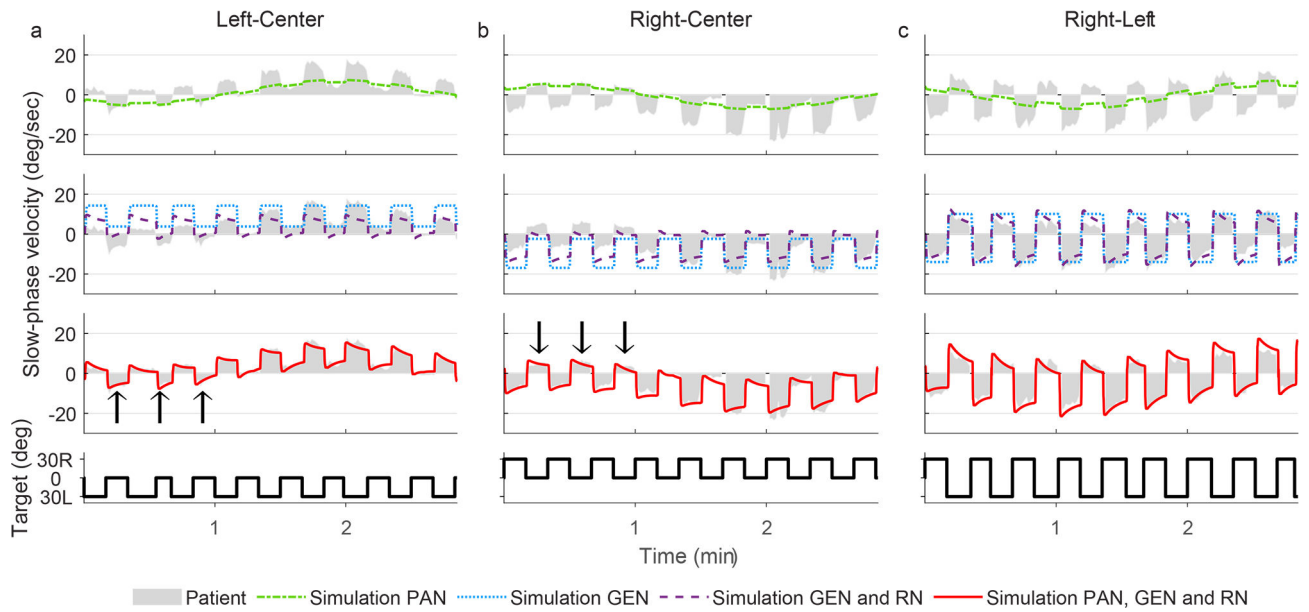 a Left-Center b Right-Center c Right-Left
Slow-phase velocity (deg/sec)
20
0
-20
20
0
-20
20
0
-20
Target (deg)
30R
0
30L
1 2 1 2 1 2
Time (min)
Patient Simulation PAN Simulation GEN Simulation GEN and RN Simulation PAN, GEN and RN